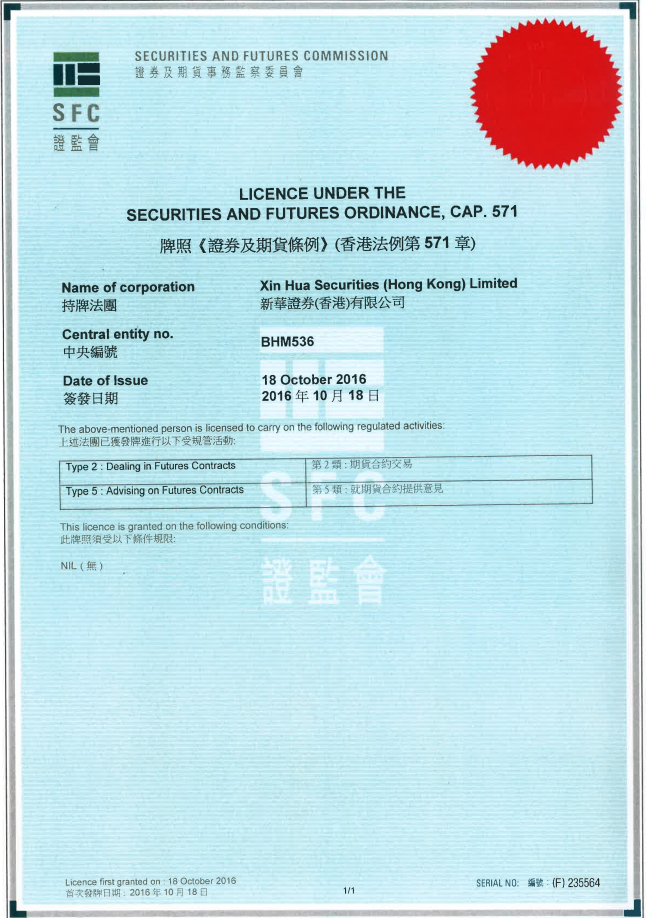 SECURITIES AND FUTURES COMMISSION
證券及期貨事務監察委員會
SFC
證監會
LICENCE UNDER THE
SECURITIES AND FUTURES ORDINANCE, CAP. 571
牌照《證券及期貨條例》(香港法例第 571 章)
Name of corporation Xin Hua Securities (Hong Kong) Limited
持牌法團 新華證券(香港)有限公司
Central entity no. BHM536
中央編號
Date of Issue 18 October 2016
簽發日期 2016 年 10 月 18 日
The above-mentioned person is licensed to carry on the following regulated activities:
上述法團已獲發牌進行以下受規管活動:
Type 2 : Dealing in Futures Contracts 第 2 類 : 期貨合約交易
Type 5 : Advising on Futures Contracts 第 5 類 : 就期貨合約提供意見
This licence is granted on the following conditions:
此牌照須受以下條件規限:
NIL ( 無 )
SFC
證監會
Licence first granted on : 18 October 2016
首次發牌日期 : 2016 年 10 月 18 日
1/1
SERIAL NO: 編號 : (F) 235564